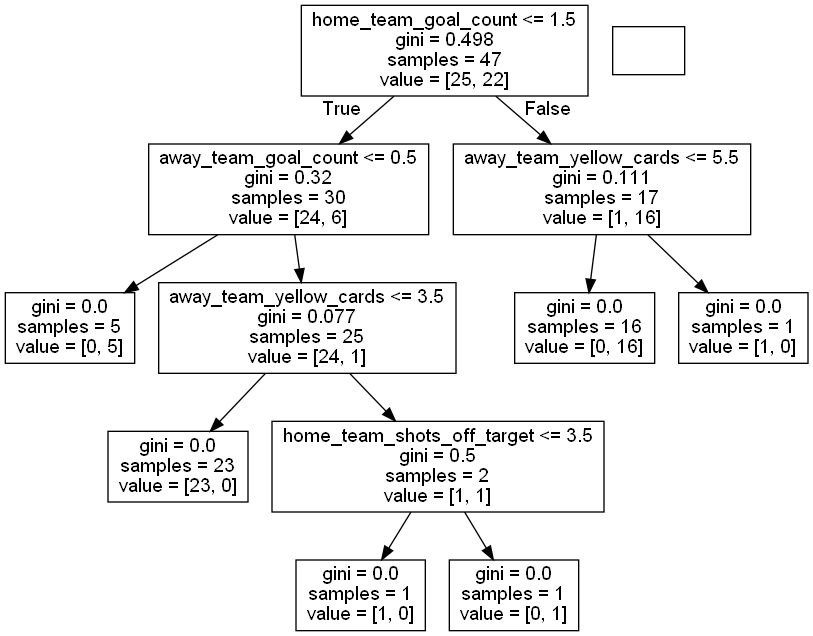 home_team_goal_count <= 1.5
gini = 0.498
samples = 47
value = [25, 22]
True
False
away_team_goal_count <= 0.5
gini = 0.32
samples = 30
value = [24, 6]
away_team_yellow_cards <= 5.5
gini = 0.111
samples = 17
value = [1, 16]
gini = 0.0
samples = 5
value = [0, 5]
away_team_yellow_cards <= 3.5
gini = 0.077
samples = 25
value = [24, 1]
gini = 0.0
samples = 16
value = [0, 16]
gini = 0.0
samples = 1
value = [1, 0]
gini = 0.0
samples = 23
value = [23, 0]
home_team_shots_off_target <= 3.5
gini = 0.5
samples = 2
value = [1, 1]
gini = 0.0
samples = 1
value = [1, 0]
gini = 0.0
samples = 1
value = [0, 1]